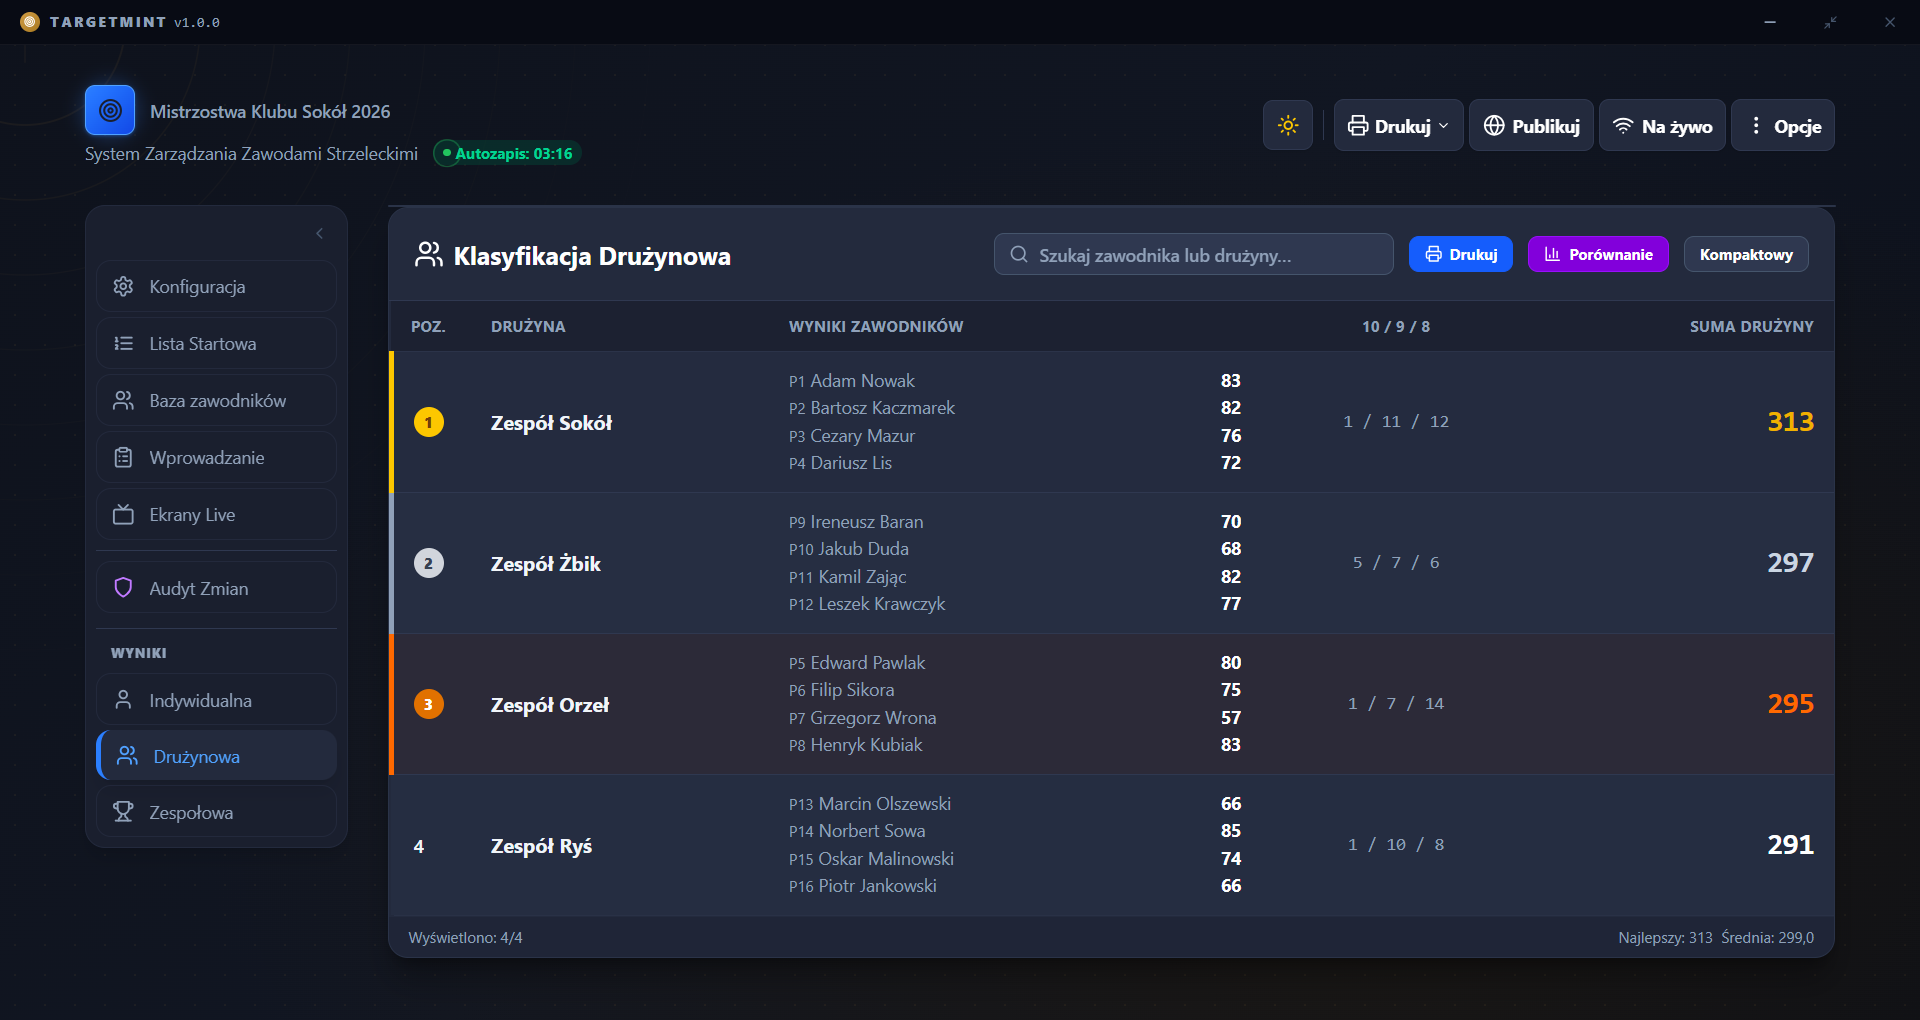 TARGETMINT v1.0.0
Mistrzostwa Klubu Sokół 2026
System Zarządzania Zawodami Strzeleckimi
Autozapis: 03:16
Drukuj
Publikuj
Na żywo
Opcje
Konfiguracja
Lista Startowa
Baza zawodników
Wprowadzanie
Ekrany Live
Audyt Zmian
WYNIKI
Indywidualna
Drużynowa
Zespołowa
Klasyfikacja Drużynowa
Szukaj zawodnika lub drużyny...
Drukuj
Porównanie
Kompaktowy
POZ. DRUŻYNA WYNIKI ZAWODNIKÓW 10 / 9 / 8 SUMA DRUŻYNY
1 Zespół Sokół
P1 Adam Nowak 83
P2 Bartosz Kaczmarek 82
P3 Cezary Mazur 76
P4 Dariusz Lis 72
1 / 11 / 12
313
2 Zespół Żbik
P9 Ireneusz Baran 70
P10 Jakub Duda 68
P11 Kamil Zając 82
P12 Leszek Krawczyk 77
5 / 7 / 6
297
3 Zespół Orzeł
P5 Edward Pawlak 80
P6 Filip Sikora 75
P7 Grzegorz Wrona 57
P8 Henryk Kubiak 83
1 / 7 / 14
295
4 Zespół Ryś
P13 Marcin Olszewski 66
P14 Norbert Sowa 85
P15 Oskar Malinowski 74
P16 Piotr Jankowski 66
1 / 10 / 8
291
Wyświetlono: 4/4
Najlepszy: 313 Średnia: 299,0